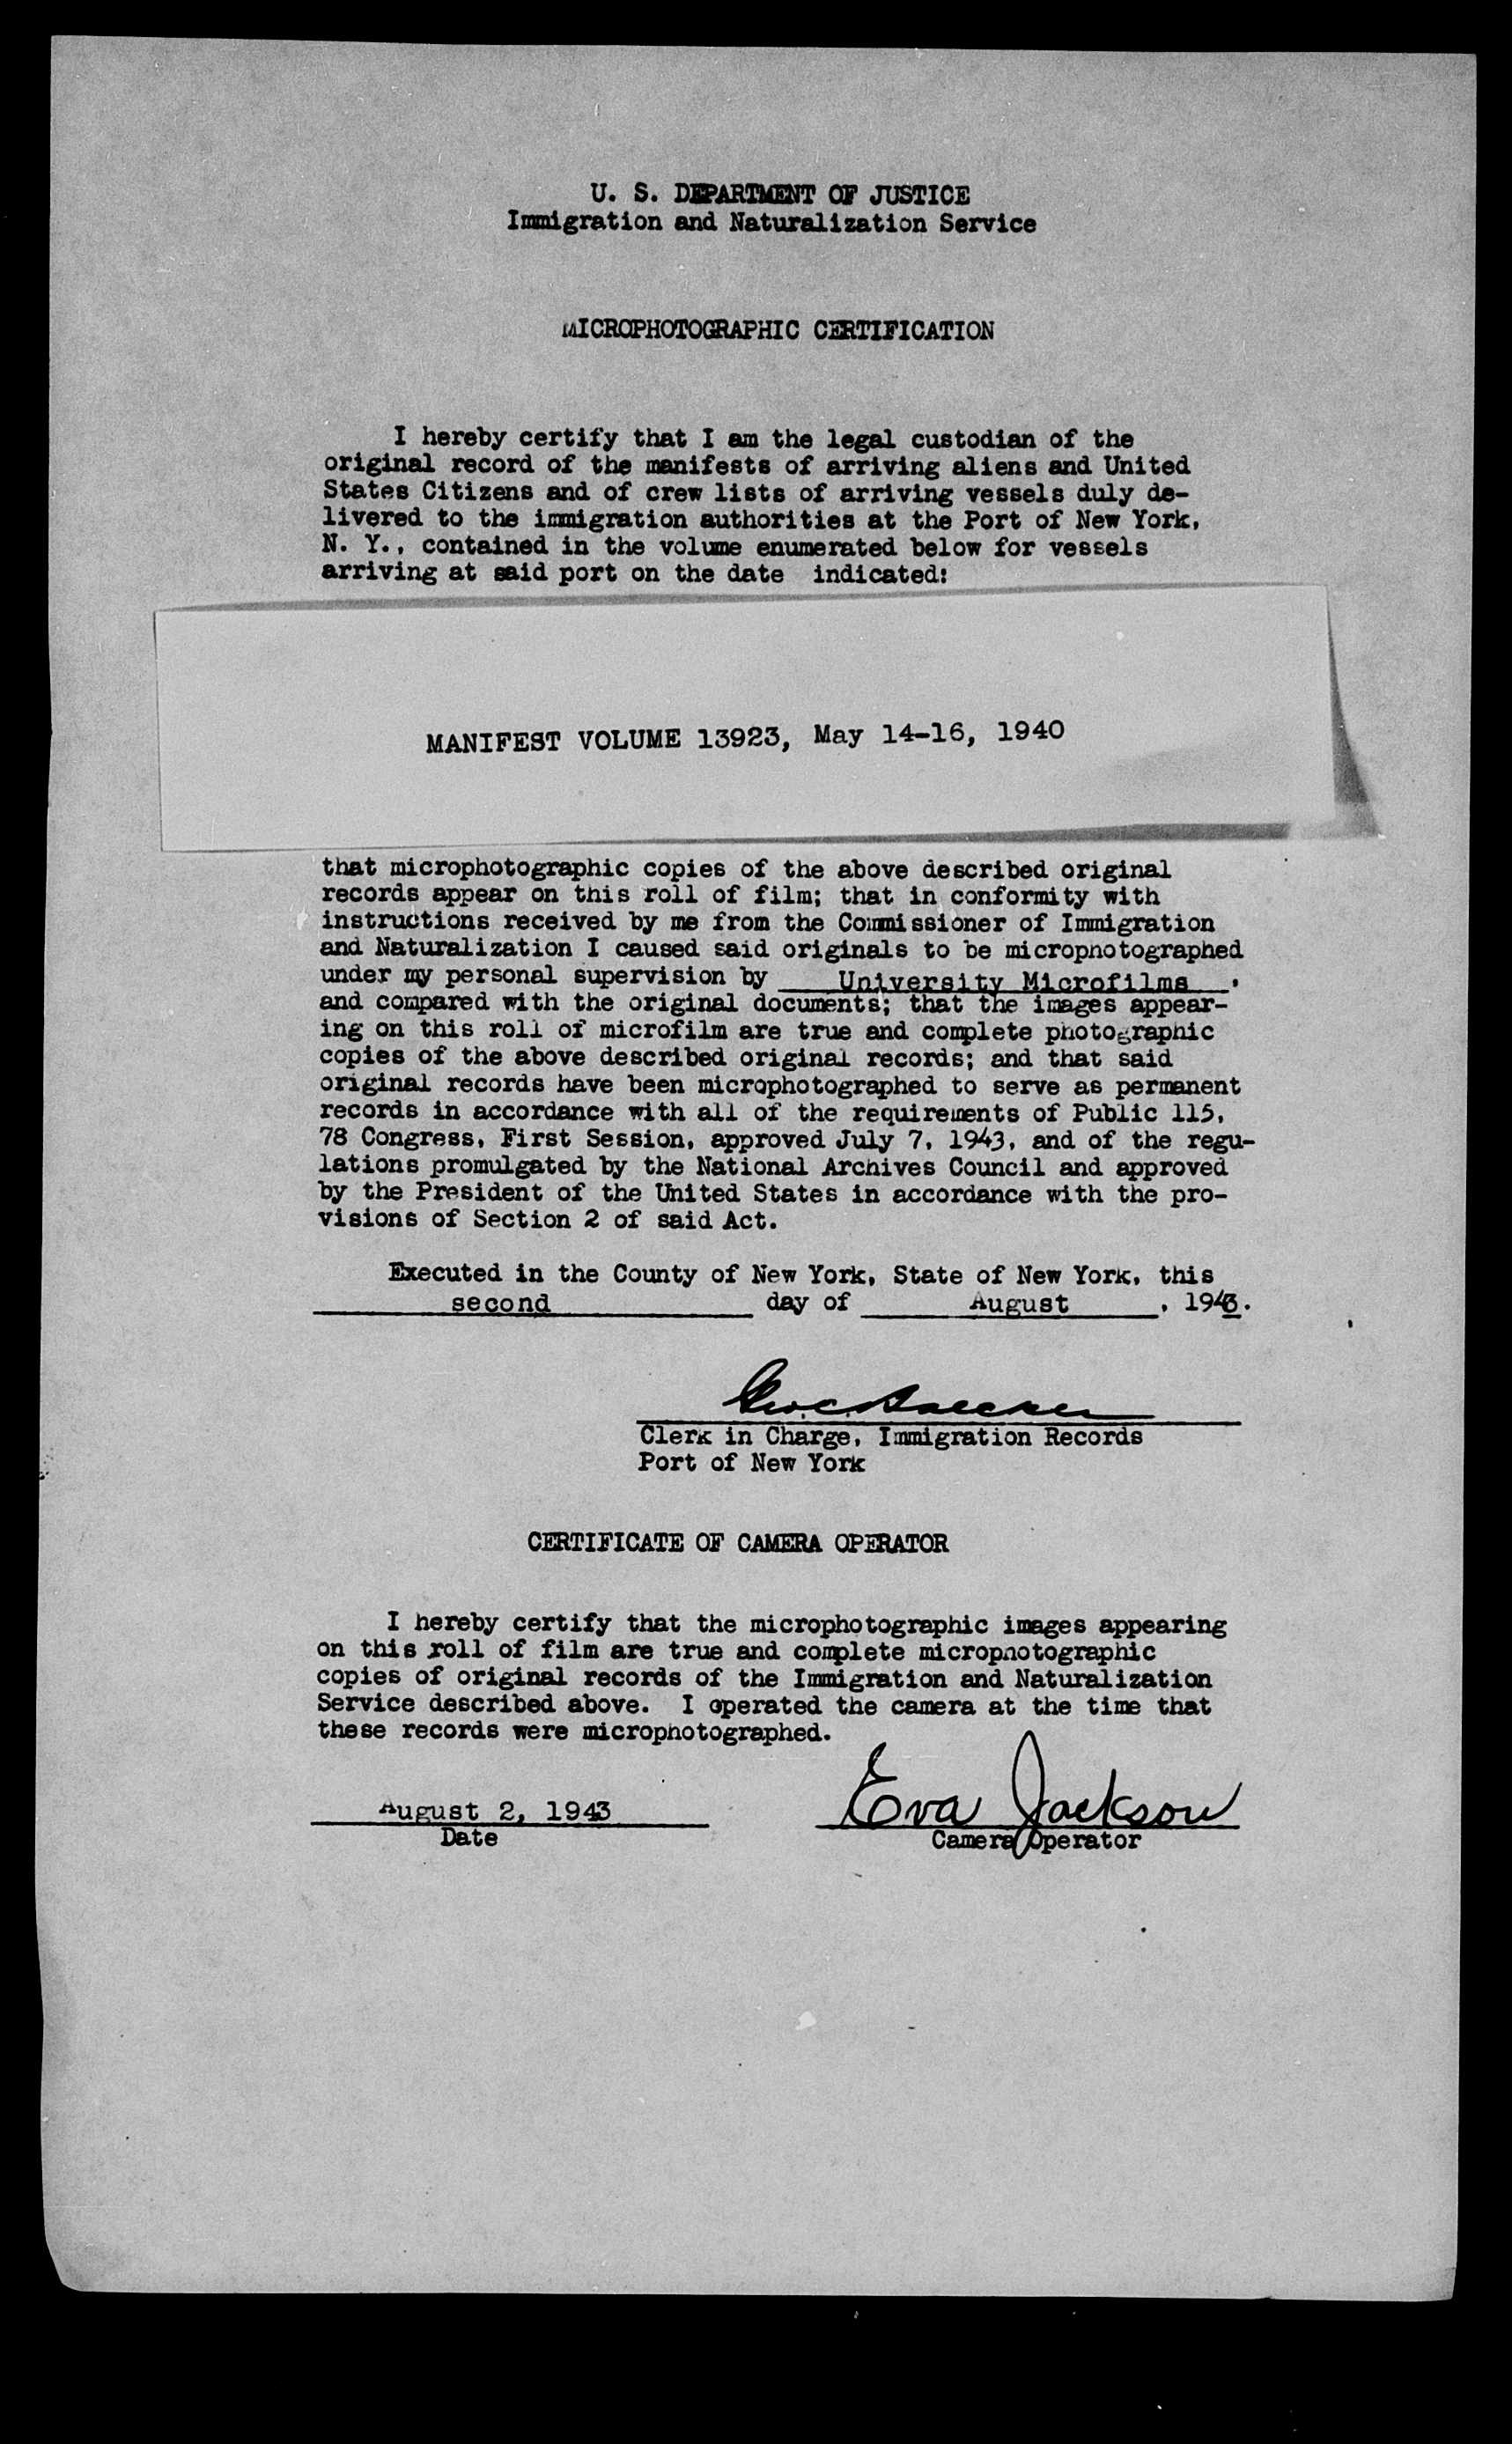 U. S. DEPARTMENT OF JUSTICE
Immigration and Naturalization Service
MICROPHOTOGRAPHIC CERTIFICATION
I hereby certify that I am the legal custodian of the
original record of the manifests of arriving aliens and United
States Citizens and of crew lists of arriving vessels duly de-
livered to the immigration authorities at the Port of New York,
N. Y., contained in the volume enumerated below for vessels
arriving at said port on the date indicated:
MANIFEST VOLUME 13923, May 14-16, 1940
that microphotographic copies of the above described original
records appear on this roll of film; that in conformity with
instructions received by me from the Commissioner of Immigration
and Naturalization I caused said originals to be microphotographed
under my personal supervision by University Microfilms,
and compared with the original documents; that the images appear-
ing on this roll of microfilm are true and complete photographic
copies of the above described original records; and that said
original records have been microphotographed to serve as permanent
records in accordance with all of the requirements of Public 115,
78 Congress, First Session, approved July 7, 1943, and of the regu-
lations promulgated by the National Archives Council and approved
by the President of the United States in accordance with the pro-
visions of Section 2 of said Act.
Executed in the County of New York, State of New York, this
second day of August, 1943.
Clerk in Charge, Immigration Records
Port of New York
CERTIFICATE OF CAMERA OPERATOR
I hereby certify that the microphotographic images appearing
on this roll of film are true and complete microphotographic
copies of original records of the Immigration and Naturalization
Service described above. I operated the camera at the time that
these records were microphotographed.
August 2, 1943 Eva Jackson
Date Camera Operator